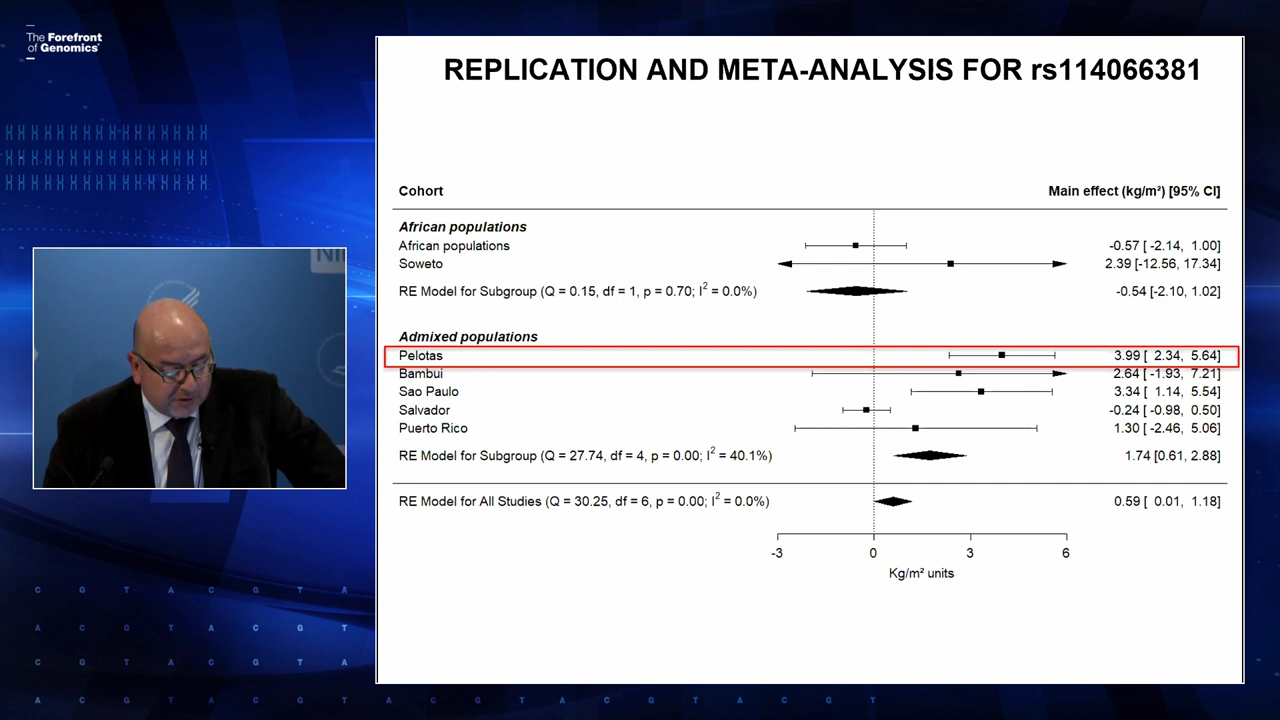 The Forefront
of Genomics®
REPLICATION AND META-ANALYSIS FOR rs114066381
Cohort Main effect (kg/m²) [95% CI]
African populations
African populations -0.57 [ -2.14, 1.00]
Soweto 2.39 [-12.56, 17.34]
RE Model for Subgroup (Q = 0.15, df = 1, p = 0.70; I² = 0.0%) -0.54 [-2.10, 1.02]
Admixed populations
Pelotas 3.99 [ 2.34, 5.64]
Bambui 2.64 [ -1.93, 7.21]
Sao Paulo 3.34 [ 1.14, 5.54]
Salvador -0.24 [ -0.98, 0.50]
Puerto Rico 1.30 [ -2.46, 5.06]
RE Model for Subgroup (Q = 27.74, df = 4, p = 0.00; I² = 40.1%) 1.74 [0.61, 2.88]
RE Model for All Studies (Q = 30.25, df = 6, p = 0.00; I² = 0.0%) 0.59 [ 0.01, 1.18]
-3 0 3 6
Kg/m² units
C G T A C G T A
A C G T A C G T
C G T A C G T A
A C G T A C G T A C G T A C G T A C G T